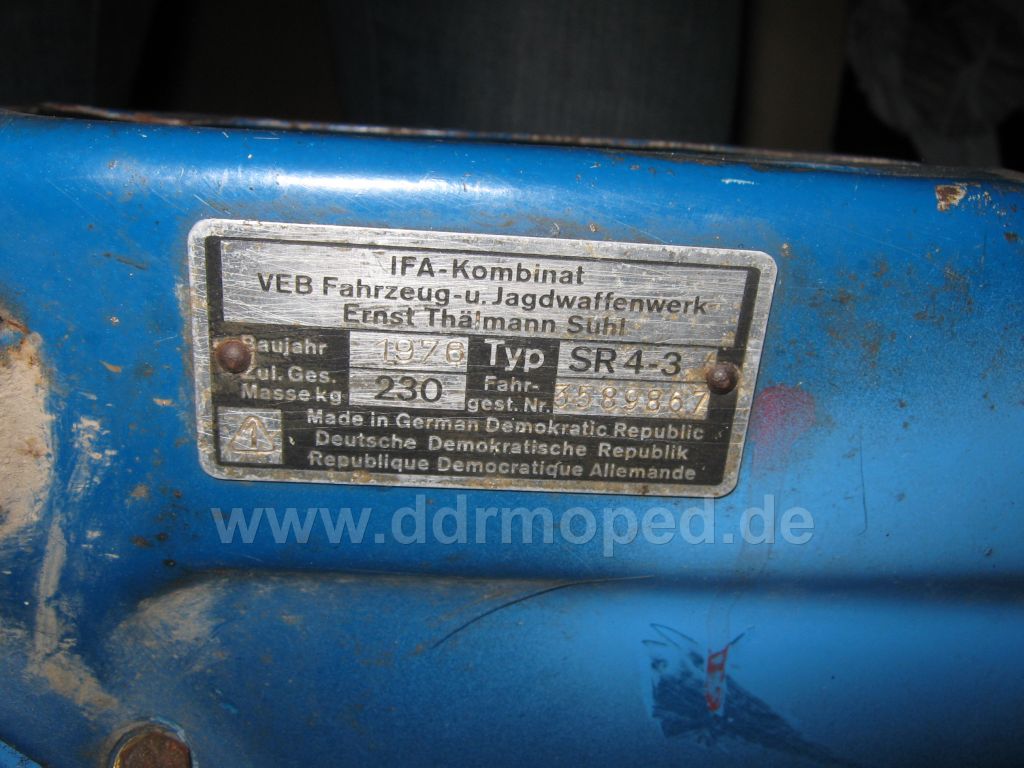 IFA-Kombinat
VEB Fahrzeug-u. Jagdwaffenwerk
Ernst Thälmann Suhl
Baujahr 1976 Typ SR 4-3
Zul. Ges. Masse kg 230 Fahr-gest. Nr. 3589867
Made in German Demokratic Republic
Deutsche Demokratische Republik
Republique Democratique Allemande
www.ddrmoped.de